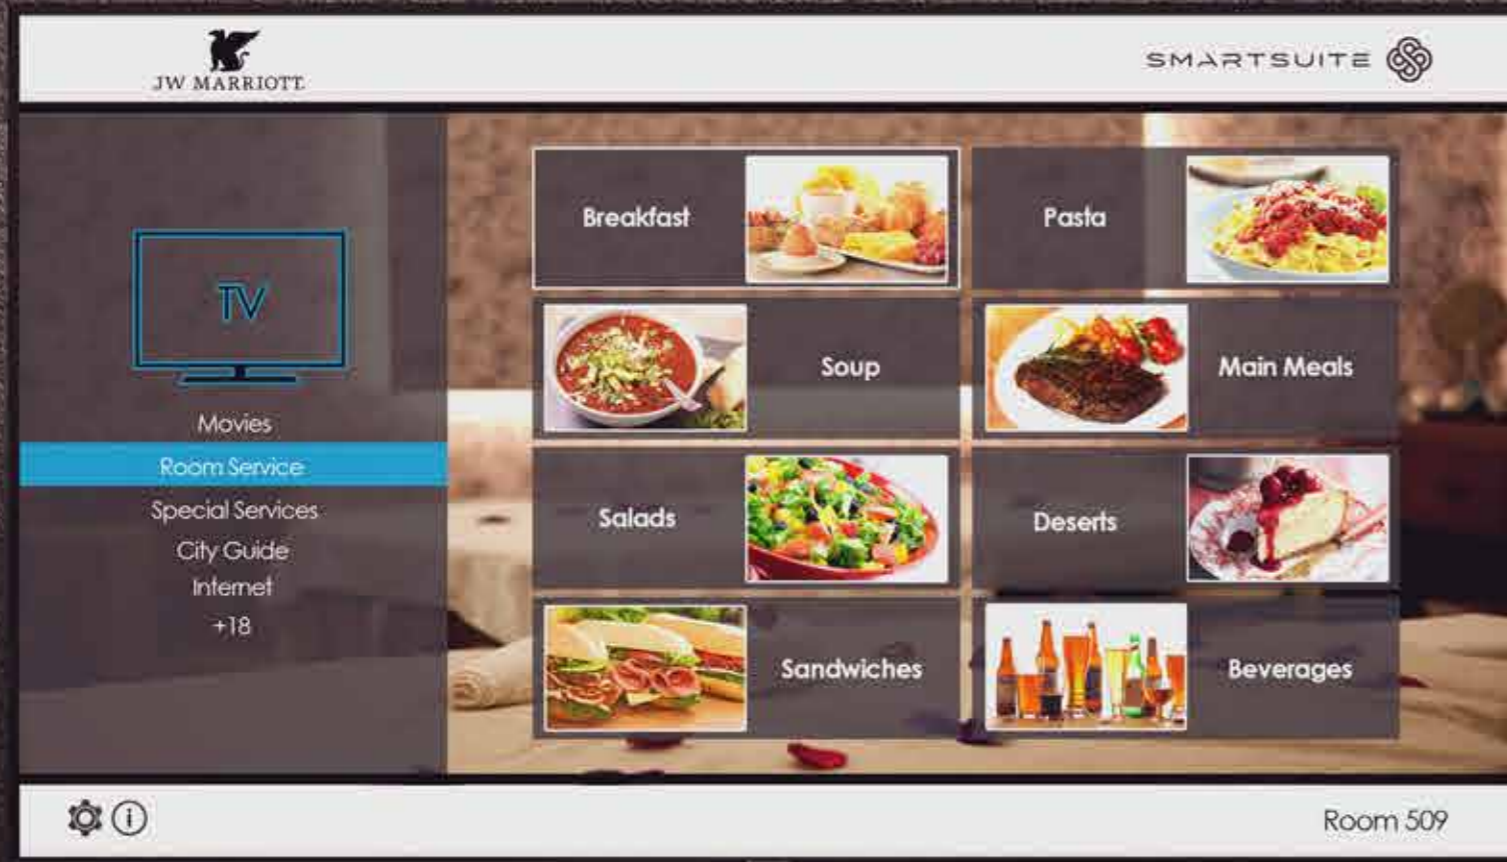 JW MARRIOTT
SMARTSUITE
TV
Movies
Room Service
Special Services
City Guide
Internet
+18
Breakfast
Pasta
Soup
Main Meals
Salads
Deserts
Sandwiches
Beverages
Room 509